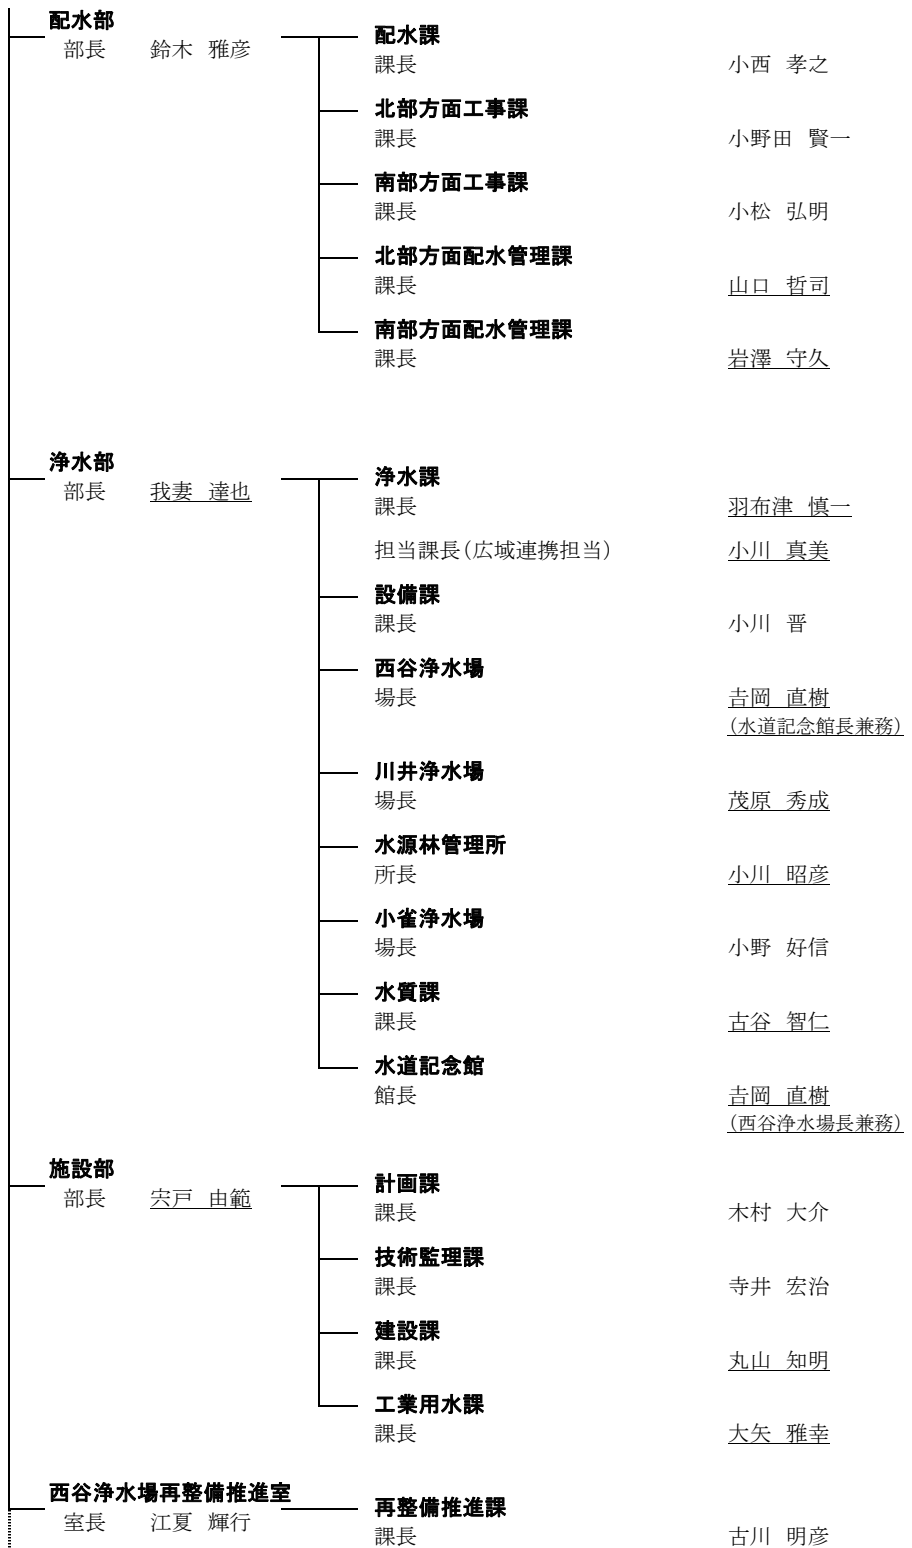 配水部
部長 鈴木 雅彦
配水課
課長 小西 孝之
北部方面工事課
課長 小野田 賢一
南部方面工事課
課長 小松 弘明
北部方面配水管理課
課長 山口 哲司
南部方面配水管理課
課長 岩澤 守久
浄水部
部長 我妻 達也
浄水課
課長 羽布津 慎一
担当課長(広域連携担当) 小川 真美
設備課
課長 小川 晋
西谷浄水場
場長 𠮷岡 直樹
(水道記念館長兼務)
川井浄水場
場長 茂原 秀成
水源林管理所
所長 小川 昭彦
小雀浄水場
場長 小野 好信
水質課
課長 古谷 智仁
水道記念館
館長 𠮷岡 直樹
(西谷浄水場長兼務)
施設部
部長 宍戸 由範
計画課
課長 木村 大介
技術監理課
課長 寺井 宏治
建設課
課長 丸山 知明
工業用水課
課長 大矢 雅幸
西谷浄水場再整備推進室
室長 江夏 輝行
再整備推進課
課長 古川 明彦